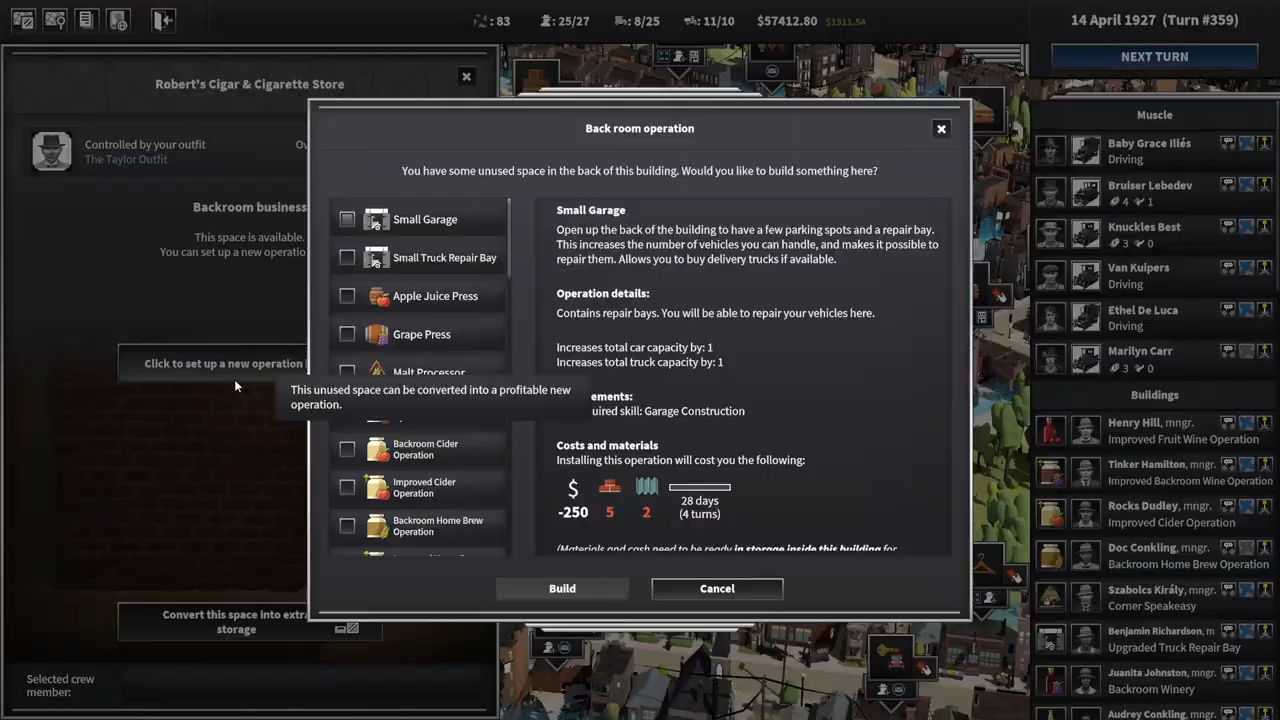 : 83
: 25/27
: 8/25
: 11/10
$57412.80
$1311.54
14 April 1927 (Turn #359)
NEXT TURN
Robert's Cigar & Cigarette Store
Controlled by your outfit
Ov
The Taylor Outfit
Backroom business
This space is available.
You can set up a new operatio
Click to set up a new operation
This unused space can be converted into a profitable new
operation.
Convert this space into extra
storage
Selected crew
member:
Back room operation
You have some unused space in the back of this building. Would you like to build something here?
Small Garage
Small Truck Repair Bay
Apple Juice Press
Grape Press
Malt Processor
Backroom Cider
Operation
Improved Cider
Operation
Backroom Home Brew
Operation
Small Garage
Open up the back of the building to have a few parking spots and a repair bay.
This increases the number of vehicles you can handle, and makes it possible to
repair them. Allows you to buy delivery trucks if available.
Operation details:
Contains repair bays. You will be able to repair your vehicles here.
Increases total car capacity by: 1
Increases total truck capacity by: 1
ements:
uired skill: Garage Construction
Costs and materials
Installing this operation will cost you the following:
$
-250
5
2
28 days
(4 turns)
(Materials and cash need to be ready in storage inside this building for
Build
Cancel
Muscle
Baby Grace Illés
Driving
Bruiser Lebedev
4
1
Knuckles Best
3
0
Van Kuipers
Driving
Ethel De Luca
Driving
Marilyn Carr
3
0
Buildings
Henry Hill, mngr.
Improved Fruit Wine Operation
Tinker Hamilton, mngr.
Improved Backroom Wine Operation
Rocks Dudley, mngr.
Improved Cider Operation
Doc Conkling, mngr.
Backroom Home Brew Operation
Szabolcs Király, mngr.
Corner Speakeasy
Benjamin Richardson, m
Upgraded Truck Repair Bay
Juanita Johnston, mngr.
Backroom Winery
Audrey Conkling, mngr.